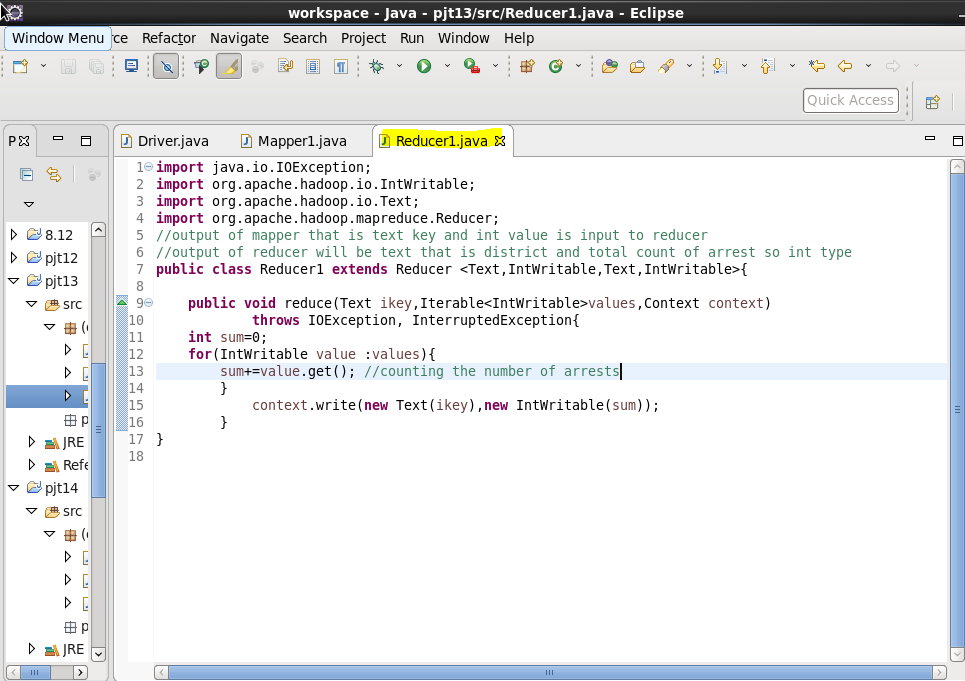 workspace - Java - pjt13/src/Reducer1.java - Eclipse
Window Menu ce Refactor Navigate Search Project Run Window Help
Quick Access
P Driver.java Mapper1.java Reducer1.java
8.12
pjt12
pjt13
src
(
p
JRE
Refe
pjt14
src
(
p
JRE
1 import java.io.IOException;
2 import org.apache.hadoop.io.IntWritable;
3 import org.apache.hadoop.io.Text;
4 import org.apache.hadoop.mapreduce.Reducer;
5 //output of mapper that is text key and int value is input to reducer
6 //output of reducer will be text that is district and total count of arrest so int type
7 public class Reducer1 extends Reducer <Text,IntWritable,Text,IntWritable>{
8
9     public void reduce(Text ikey,Iterable<IntWritable>values,Context context)
10             throws IOException, InterruptedException{
11     int sum=0;
12     for(IntWritable value :values){
13         sum+=value.get(); //counting the number of arrests
14         }
15             context.write(new Text(ikey),new IntWritable(sum));
16         }
17 }
18